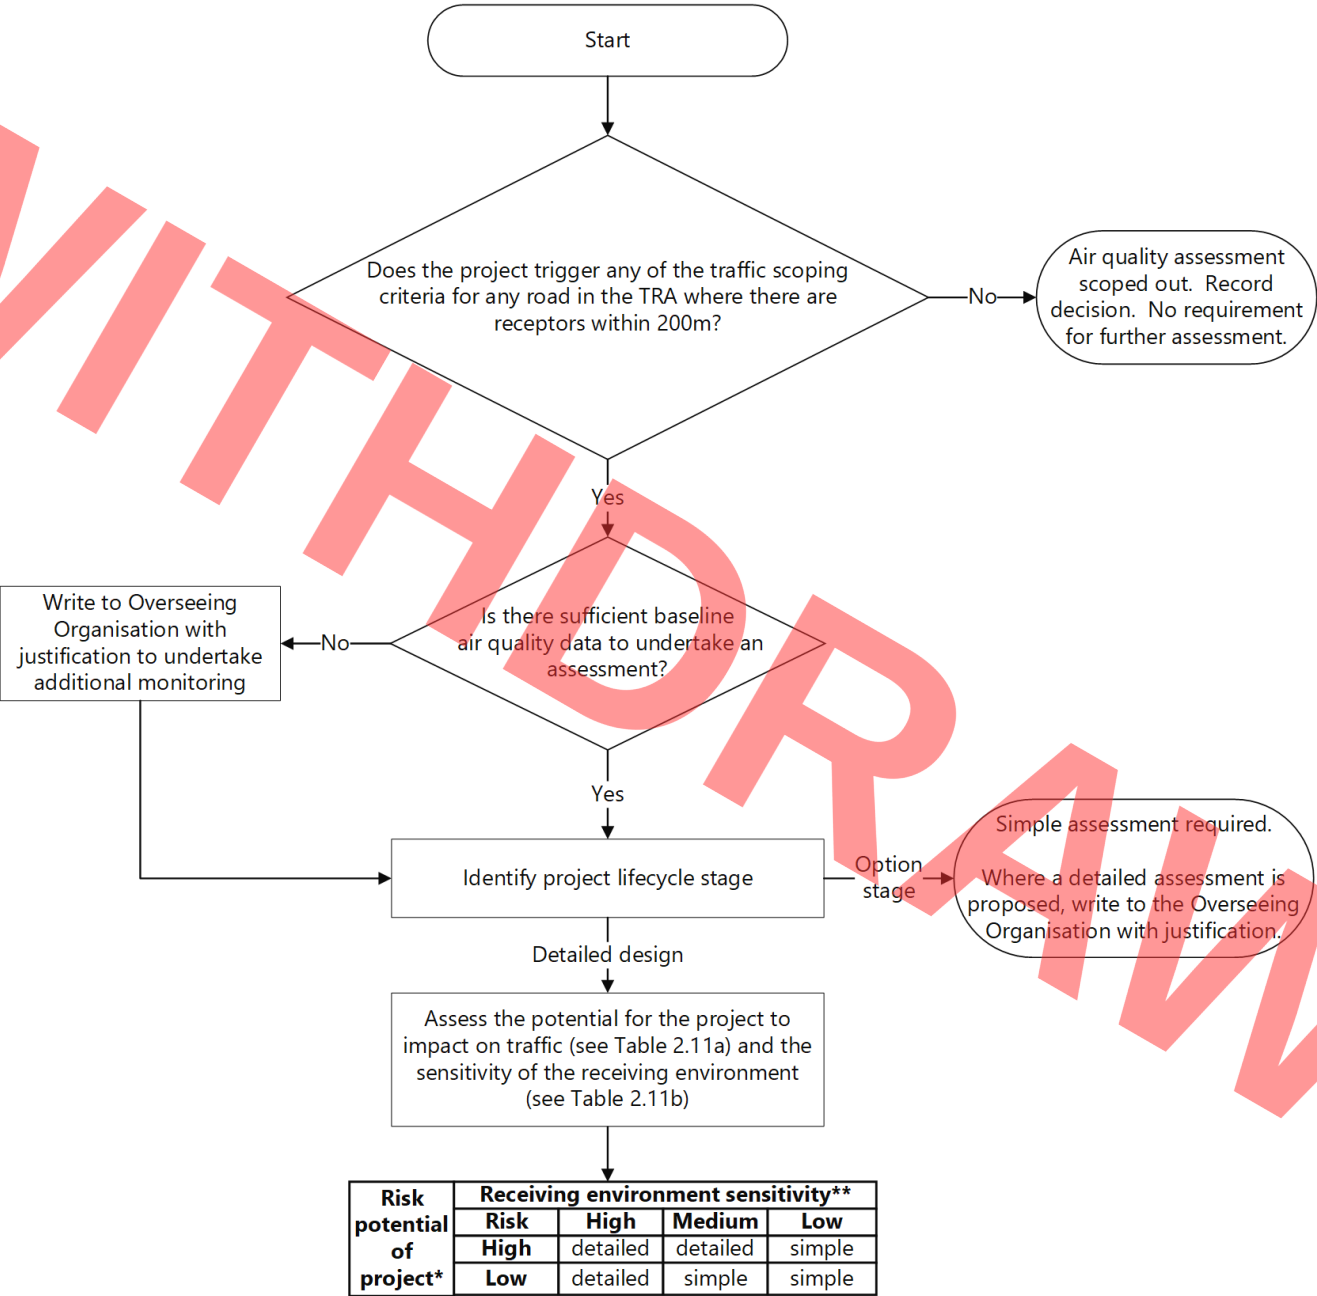 Start
Does the project trigger any of the traffic scoping
criteria for any road in the TRA where there are
receptors within 200m?
No
Air quality assessment
scoped out.  Record
decision.  No requirement
for further assessment.
Yes
Is there sufficient baseline
air quality data to undertake an
assessment?
No
Write to Overseeing
Organisation with
justification to undertake
additional monitoring
Yes
Identify project lifecycle stage
Option
stage
Simple assessment required.
Where a detailed assessment is
proposed, write to the Overseeing
Organisation with justification.
Detailed design
Assess the potential for the project to
impact on traffic (see Table 2.11a) and the
sensitivity of the receiving environment
(see Table 2.11b)
Risk
potential
of
project*
Receiving environment sensitivity**
Risk High Medium Low
High detailed detailed simple
Low detailed simple simple
WITHDRAW